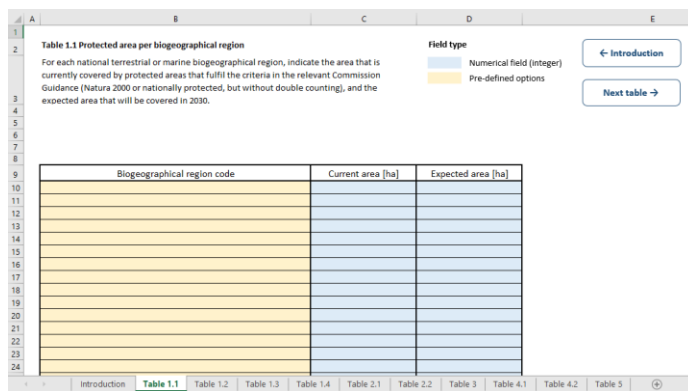 A B C D E
1
2 Table 1.1 Protected area per biogeographical region Field type
← Introduction
For each national terrestrial or marine biogeographical region, indicate the area that is Numerical field (integer)
currently covered by protected areas that fulfil the criteria in the relevant Commission Pre-defined options
Guidance (Natura 2000 or nationally protected, but without double counting), and the Next table →
3 expected area that will be covered in 2030.
4
5
6
7
8
9 Biogeographical region code Current area [ha] Expected area [ha]
10
11
12
13
14
15
16
17
18
19
20
21
22
23
24
Introduction Table 1.1 Table 1.2 Table 1.3 Table 1.4 Table 2.1 Table 2.2 Table 3 Table 4.1 Table 4.2 Table 5